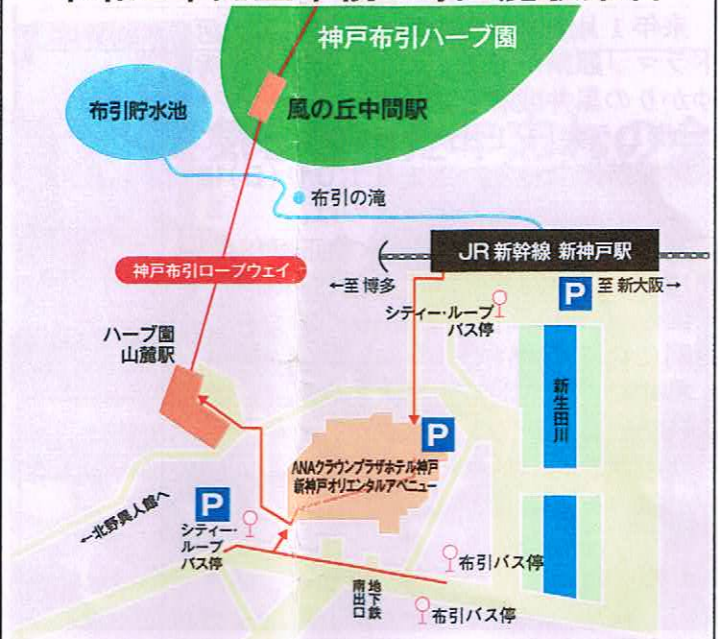 神戸布引ハーブ園
風の丘中間駅
布引貯水池
布引の滝
JR新幹線 新神戸駅
神戸布引ロープウェイ
←至 博多
P
至 新大阪→
シティー・ループ
バス停
ハーブ園
山麓駅
新生田川
P
ANAクラウンプラザホテル神戸
新神戸オリエンタルアベニュー
P
←北野異人館へ
シティー・
ループ
バス停
布引バス停
地下鉄
南出口
布引バス停